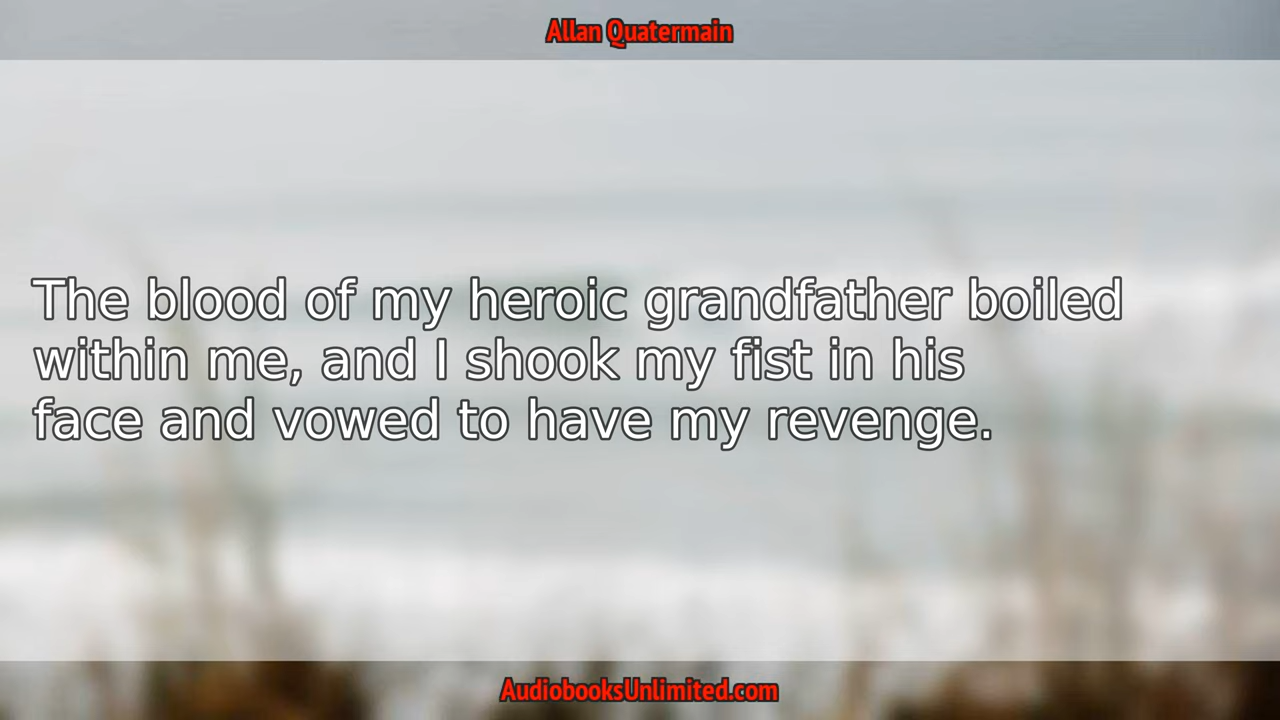 Allan Quatermain
The blood of my heroic grandfather boiled
within me, and I shook my fist in his
face and vowed to have my revenge.
AudiobooksUnlimited.com